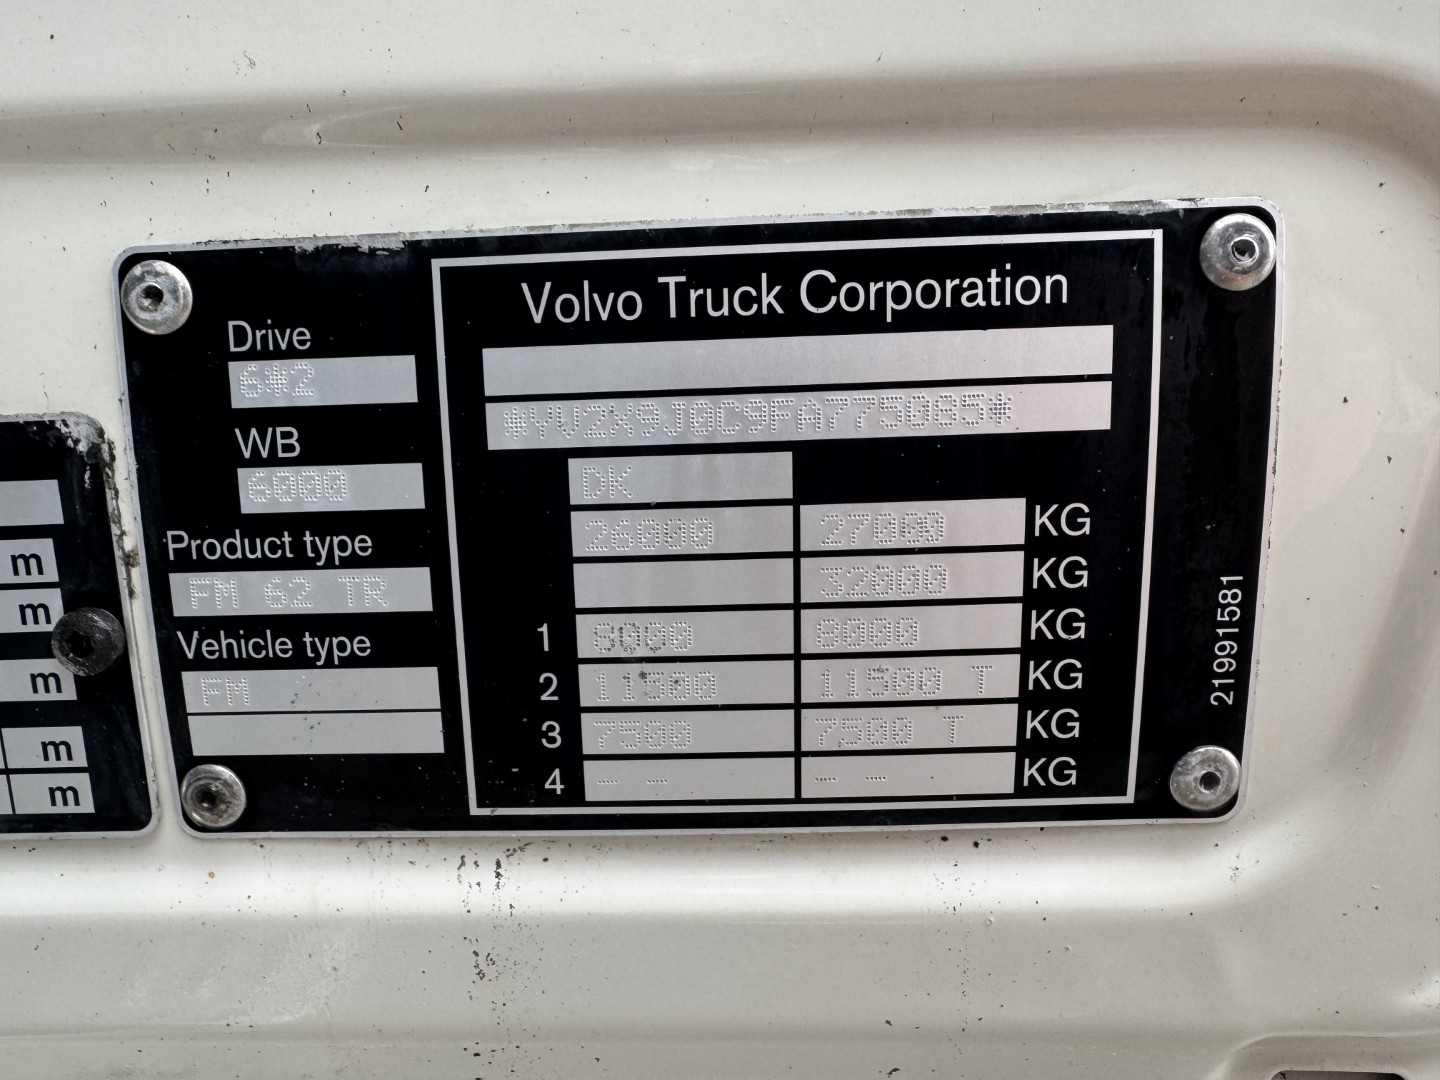 Volvo Truck Corporation
Drive
6*2
*YV2X9J0C9FA775085*
WB
6000
DK
26000 27000 KG
Product type
FM 62 TR
32000 KG
Vehicle type
FM
1 8000 8000 KG
2 11500 11500 T KG
3 7500 7500 T KG
4 -- -- KG
21991581
m
m
m
m
m